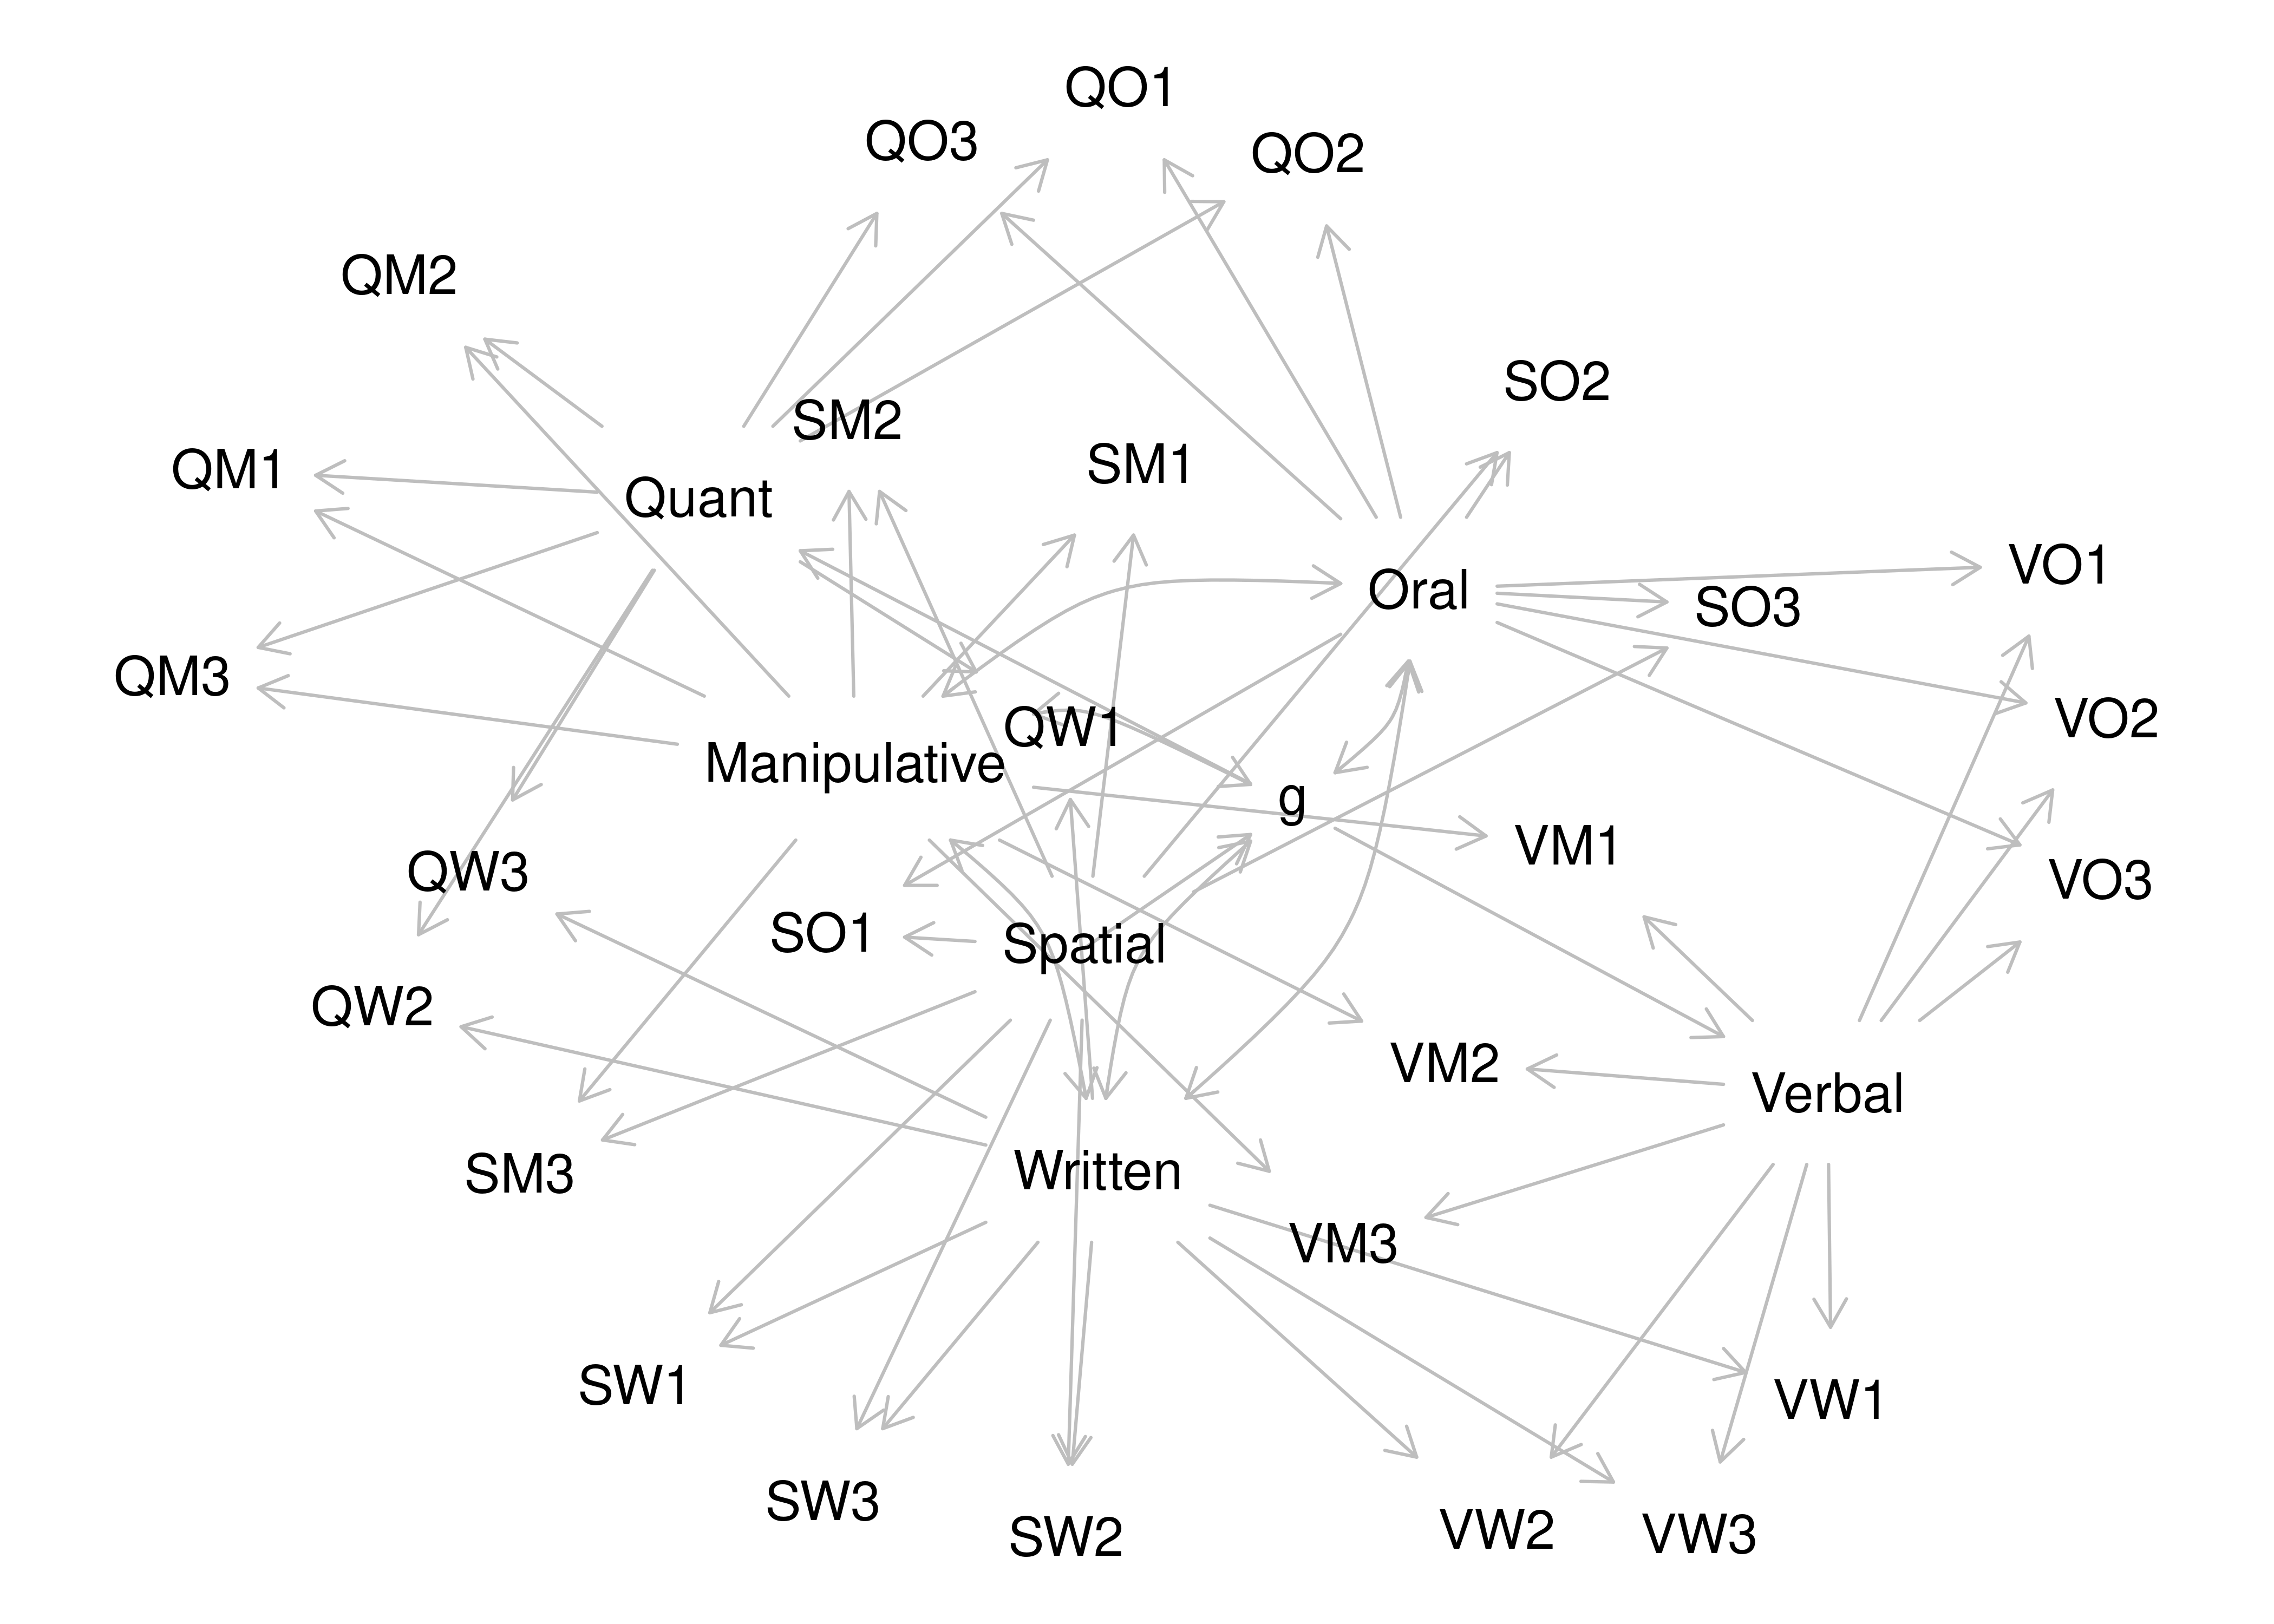 QO1
QO3
QO2
QM2
SO2
SM2
QM1
SM1
Quant
VO1
Oral
SO3
QM3
VO2
QW1
Manipulative
g
VM1
QW3
VO3
SO1
Spatial
QW2
VM2
Verbal
Written
SM3
VM3
SW1
VW1
SW3
VW2
VW3
SW2